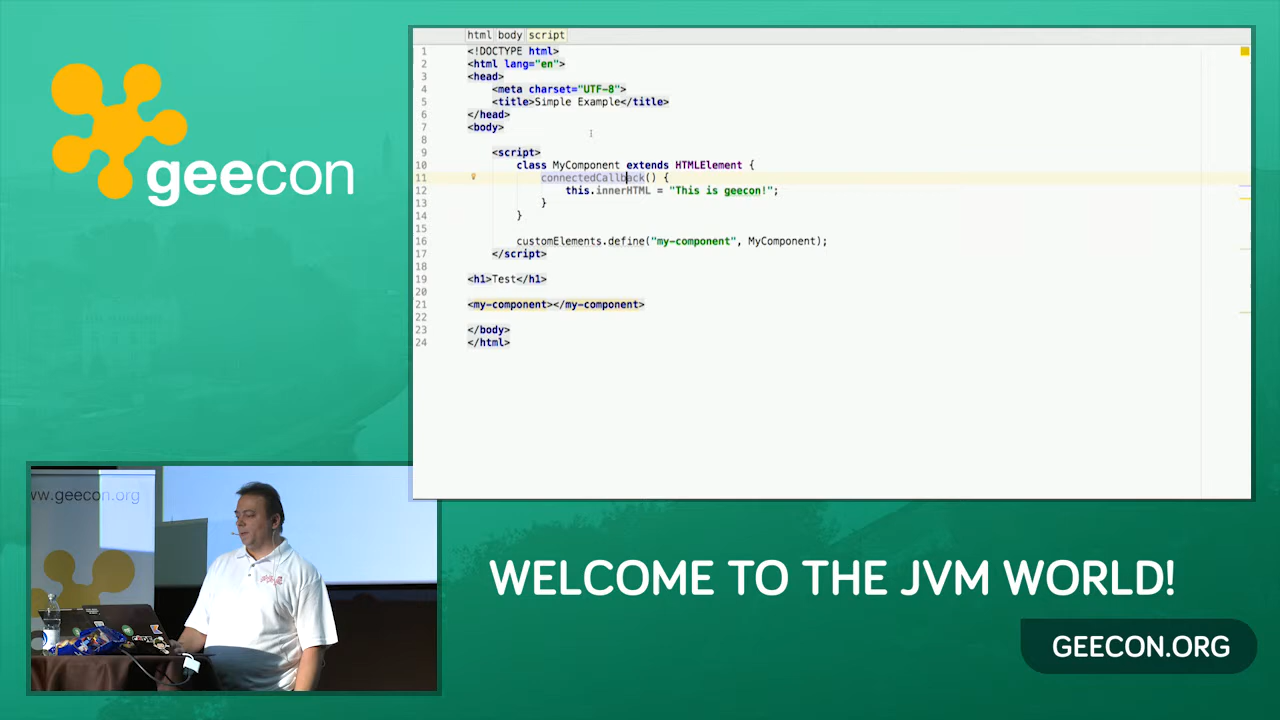 geecon
html body script
1 <!DOCTYPE html>
2 <html lang="en">
3 <head>
4 <meta charset="UTF-8">
5 <title>Simple Example</title>
6 </head>
7 <body>
8
9 <script>
10 class MyComponent extends HTMLElement {
11 connectedCallback() {
12 this.innerHTML = "This is geecon!";
13 }
14 }
15
16 customElements.define("my-component", MyComponent);
17 </script>
18
19 <h1>Test</h1>
20
21 <my-component></my-component>
22
23 </body>
24 </html>
www.geecon.org
WELCOME TO THE JVM WORLD!
GEECON.ORG